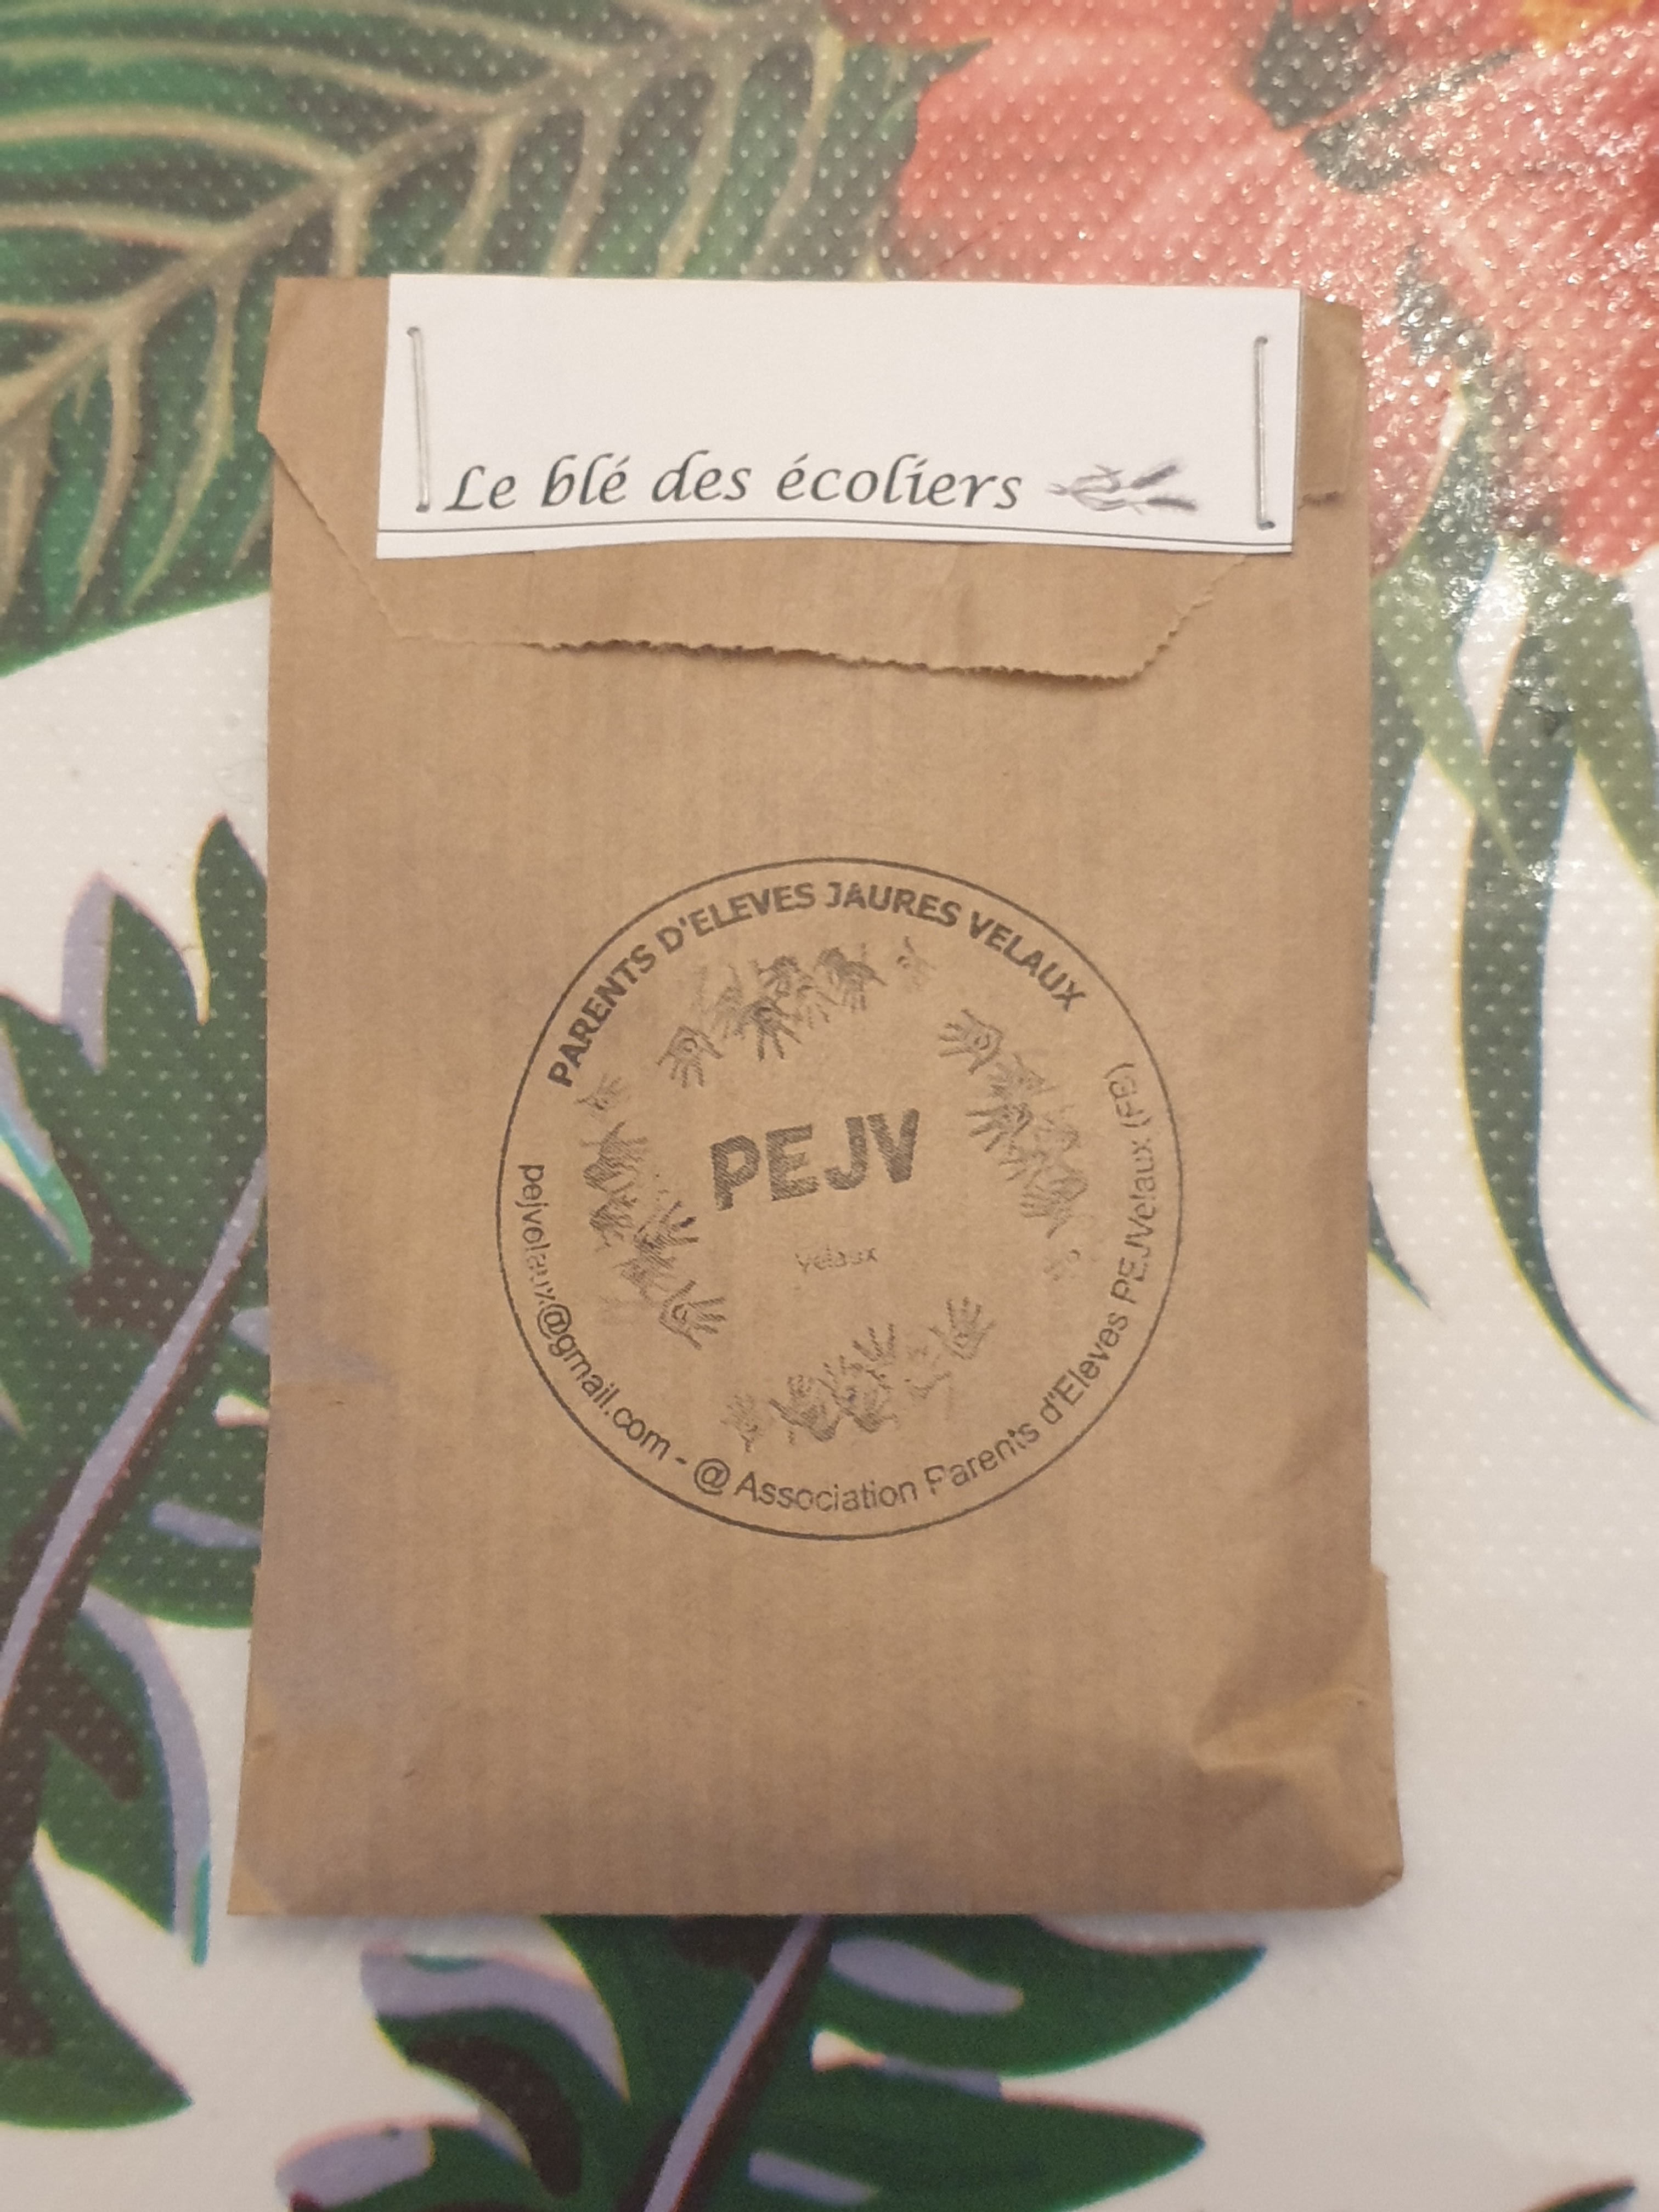 Le blé des écoliers
PARENTS D'ELEVES JAURES VELAUX
PEJV
velaux
pejvelaux@gmail.com - @ Association Parents d'Eleves PEJVelaux (FB)